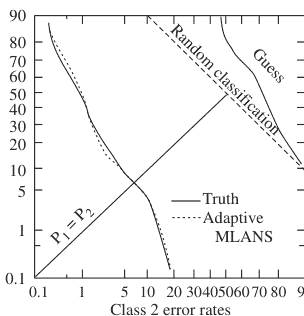 90
80
70
60
50
40
30
20
10
5
1
0.1
Random classification
Guess
P₁ = P₂
Truth
Adaptive
MLANS
0.1 1 5 10 20 30 40 50 60 70 80 9
Class 2 error rates